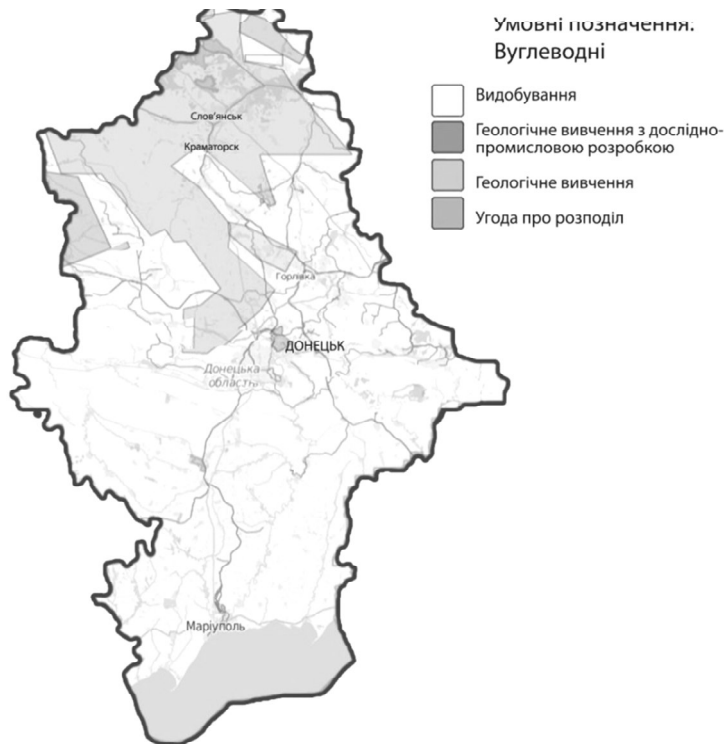 Умовні позначення:
Вуглеводні
Видобування
Геологічне вивчення з дослідно-
промисловою розробкою
Геологічне вивчення
Угода про розподіл
Слов'янськ
Краматорск
Горлівка
ДОНЕЦЬК
Донецька
область
Маріуполь